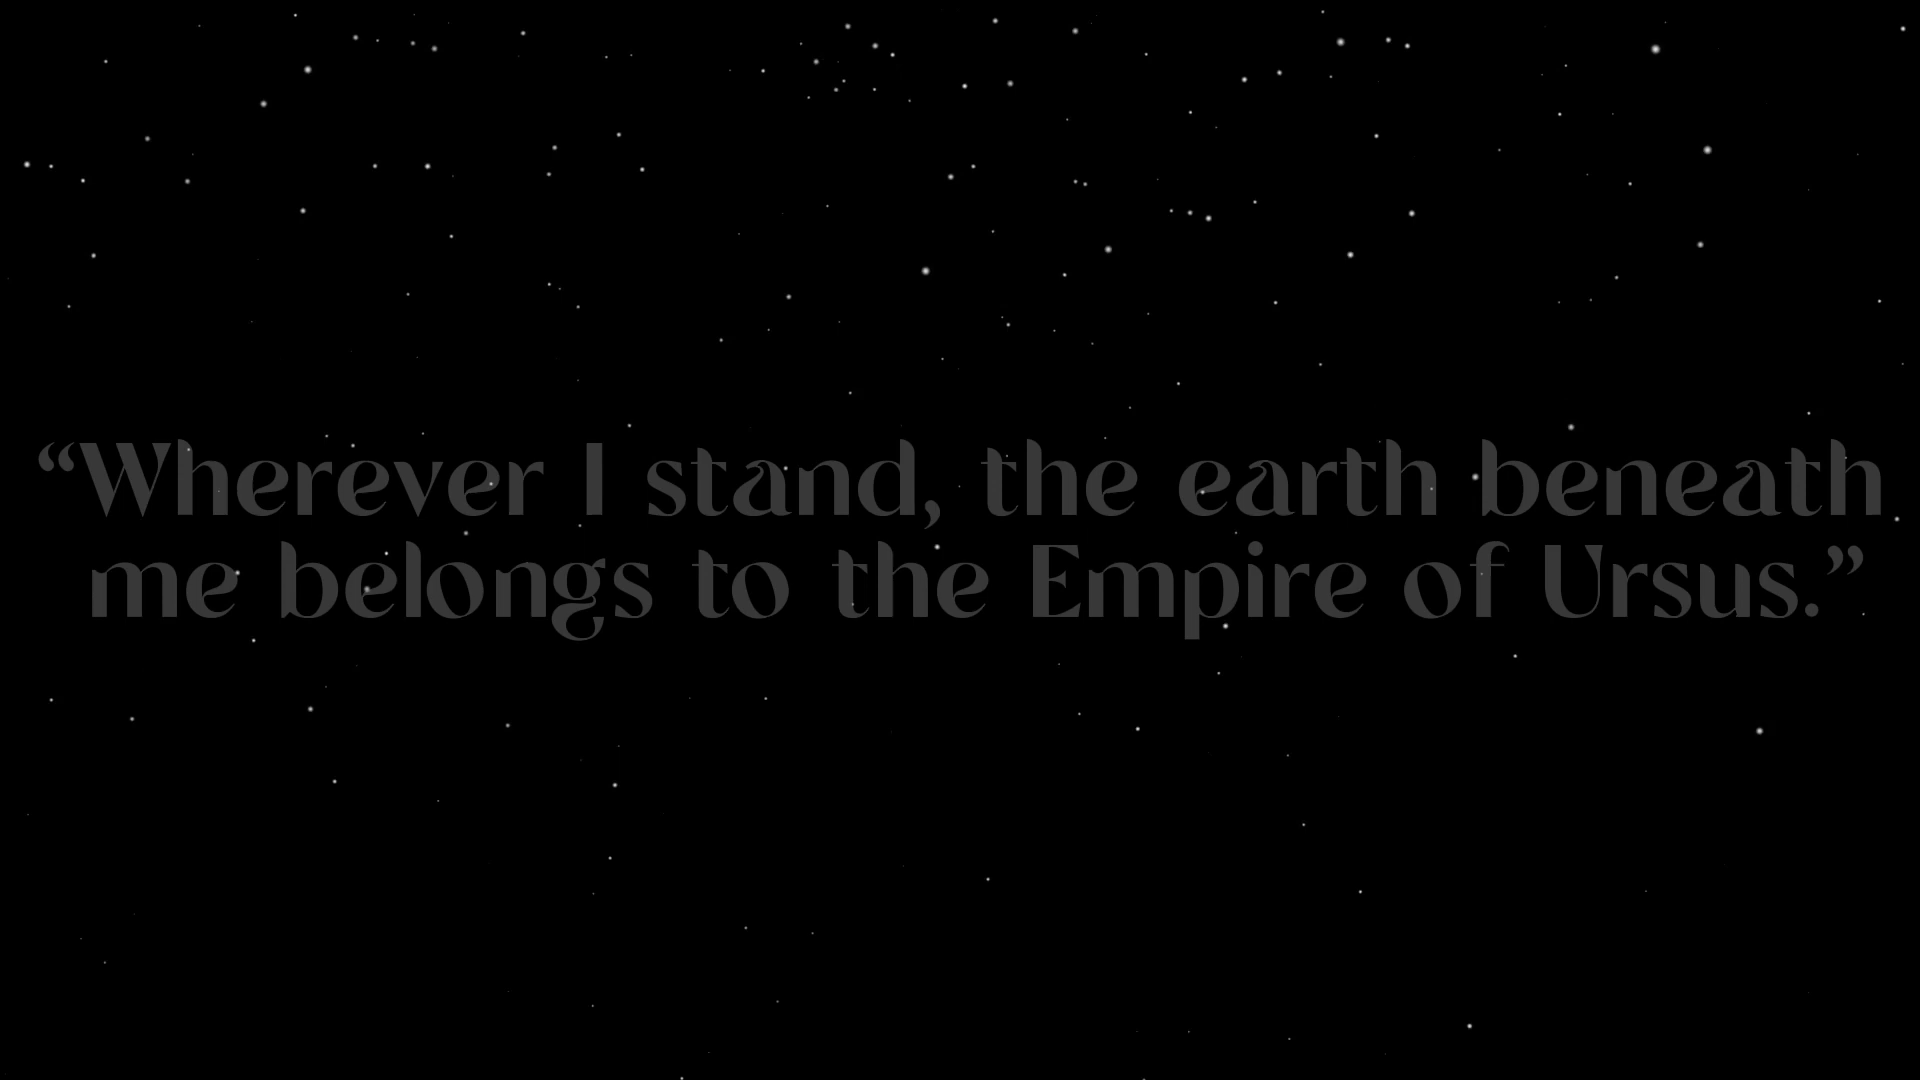 “Wherever I stand, the earth beneath
me belongs to the Empire of Ursus.”